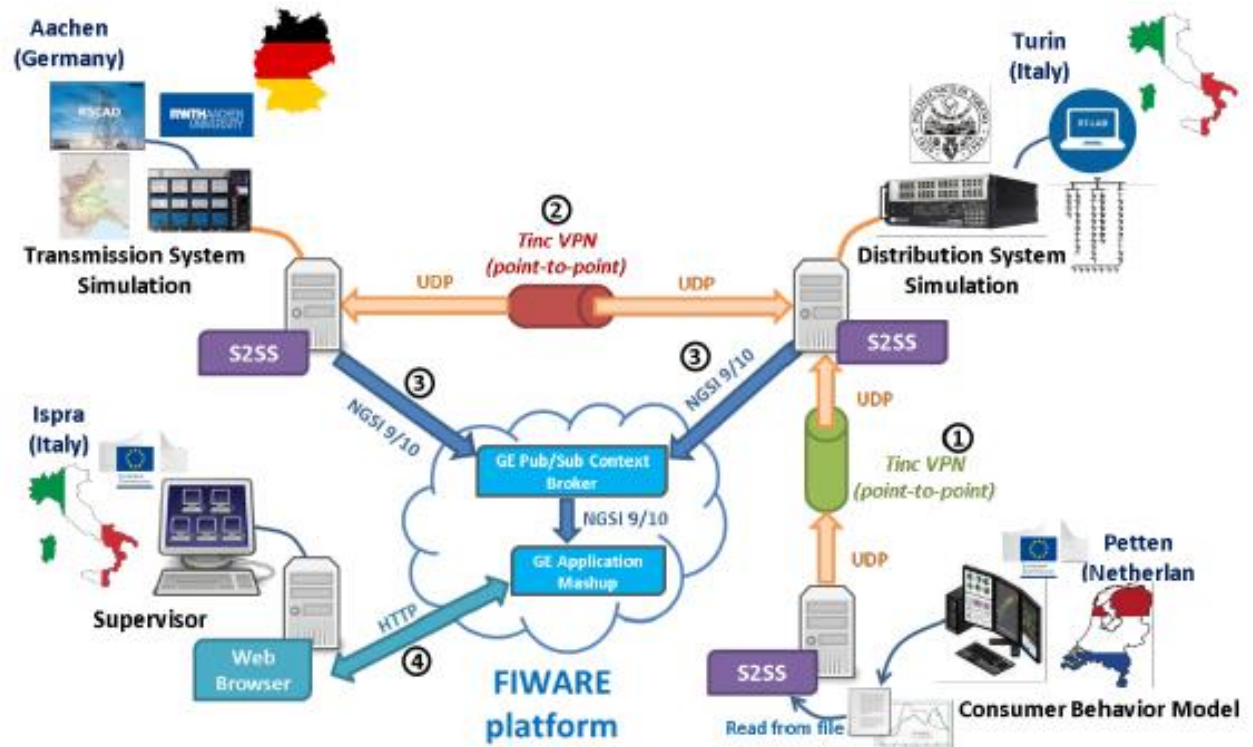 Aachen
(Germany)
RSCAD
RWTHAACHEN
UNIVERSITY
Transmission System
Simulation
Turin
(Italy)
RT-LAB
Distribution System
Simulation
②
Tinc VPN
(point-to-point)
UDP
UDP
S2SS
S2SS
③
NGSI 9/10
③
NGSI 9/10
UDP
①
Tinc VPN
(point-to-point)
UDP
Ispra
(Italy)
Supervisor
Web
Browser
GE Pub/Sub Context
Broker
NGSI 9/10
GE Application
Mashup
HTTP
④
FIWARE
platform
Petten
(Netherlan
S2SS
Read from file
Consumer Behavior Model